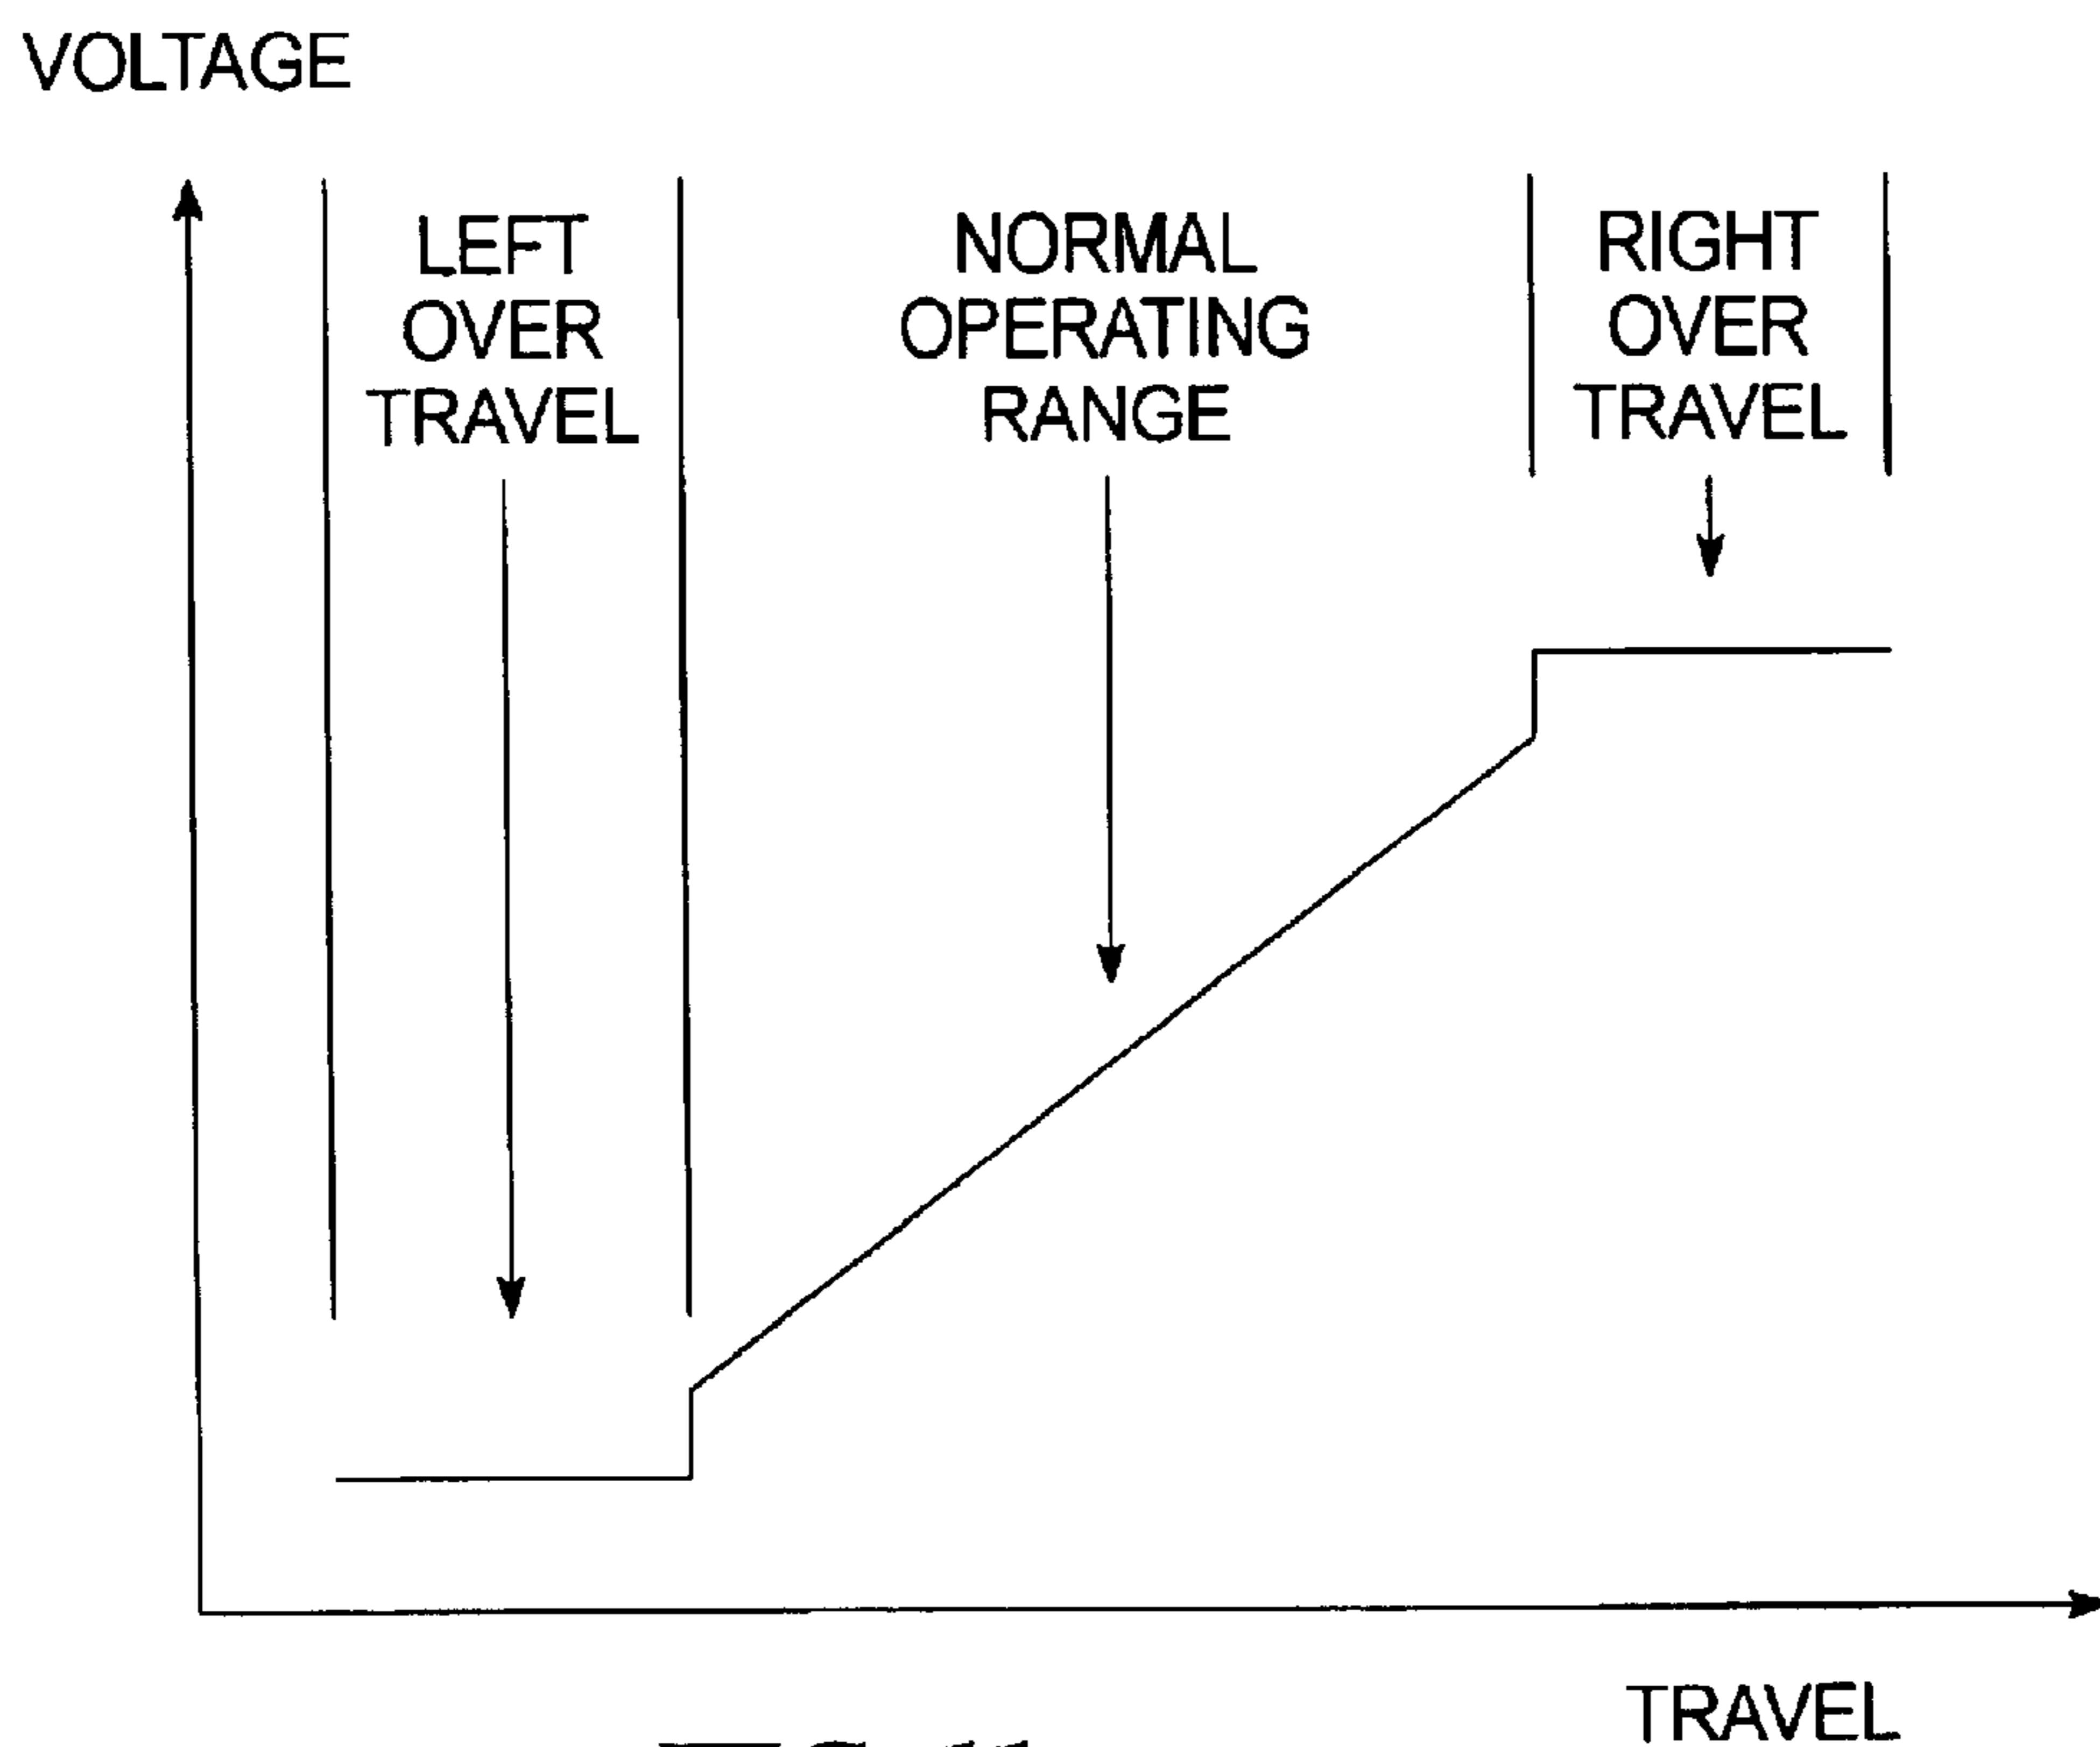 VOLTAGE
LEFT
OVER
TRAVEL
NORMAL
OPERATING
RANGE
RIGHT
OVER
TRAVEL
TRAVEL